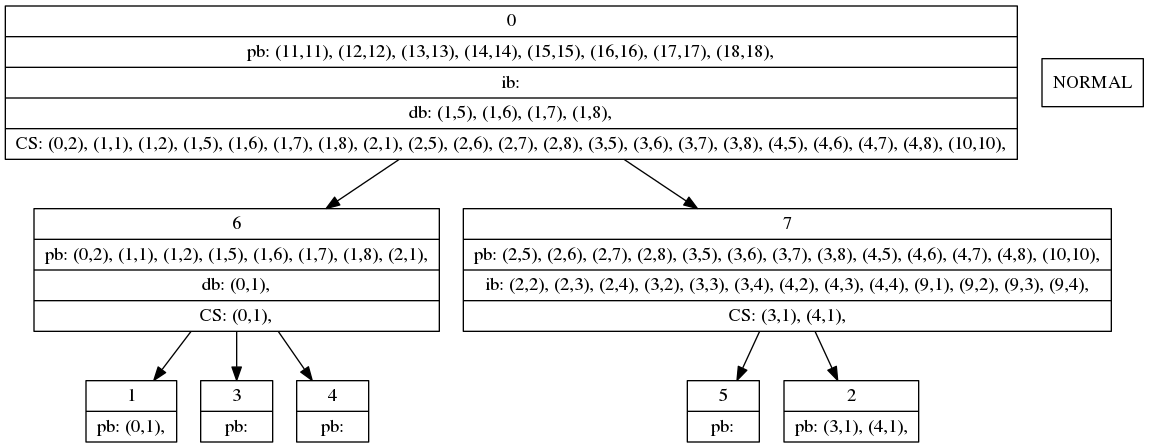 0
pb: (11,11), (12,12), (13,13), (14,14), (15,15), (16,16), (17,17), (18,18),
ib:
db: (1,5), (1,6), (1,7), (1,8),
CS: (0,2), (1,1), (1,2), (1,5), (1,6), (1,7), (1,8), (2,1), (2,5), (2,6), (2,7), (2,8), (3,5), (3,6), (3,7), (3,8), (4,5), (4,6), (4,7), (4,8), (10,10),
NORMAL
6
pb: (0,2), (1,1), (1,2), (1,5), (1,6), (1,7), (1,8), (2,1),
db: (0,1),
CS: (0,1),
7
pb: (2,5), (2,6), (2,7), (2,8), (3,5), (3,6), (3,7), (3,8), (4,5), (4,6), (4,7), (4,8), (10,10),
ib: (2,2), (2,3), (2,4), (3,2), (3,3), (3,4), (4,2), (4,3), (4,4), (9,1), (9,2), (9,3), (9,4),
CS: (3,1), (4,1),
1
pb: (0,1),
3
pb:
4
pb:
5
pb:
2
pb: (3,1), (4,1),